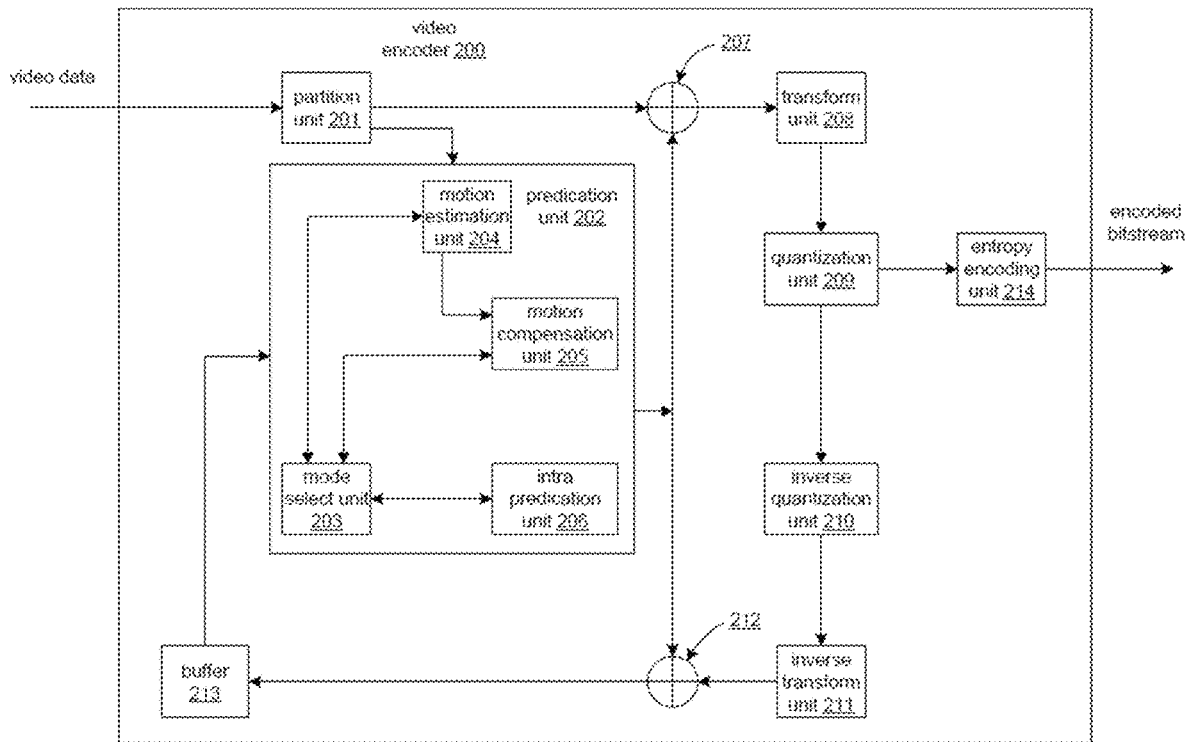 video
encoder 200
207
video data
partition
unit 201
transform
unit 208
motion
estimation
unit 204
predication
unit 202
encoded
bitstream
quantization
unit 209
entropy
encoding
unit 214
motion
compensation
unit 205
mode
select unit
203
intra
predication
unit 206
inverse
quantization
unit 210
212
buffer
213
inverse
transform
unit 211